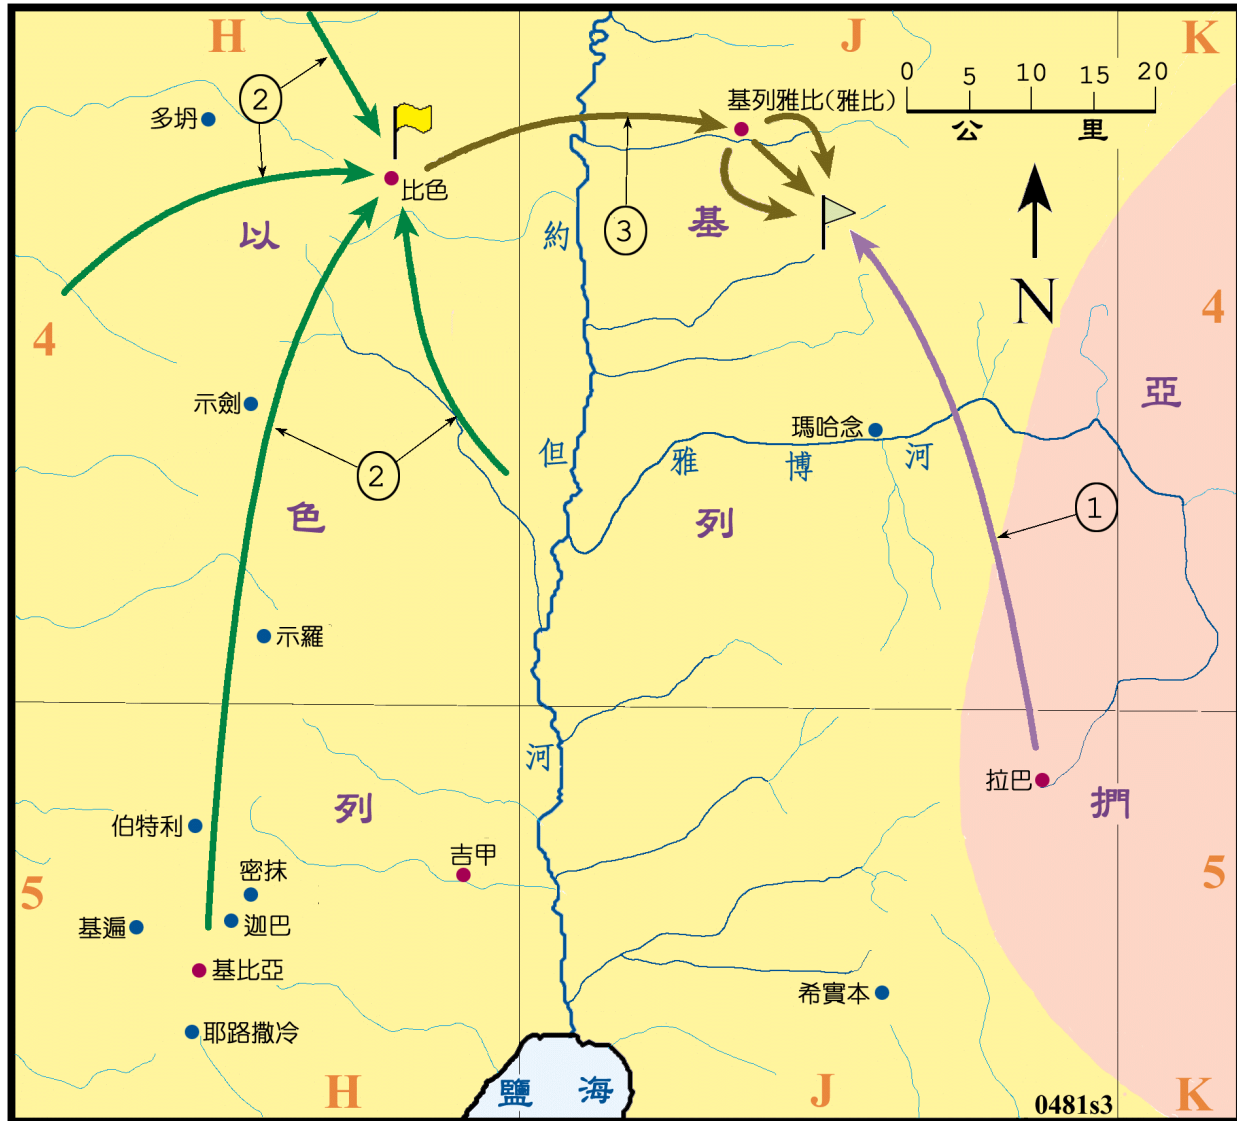 H
J
K
0 5 10 15 20
公 里
2
多坍
基列雅比(雅比)
比色
3
以
約
基
N
4
4
亞
示劍
瑪哈念
但
雅 博 河
2
1
色
列
示羅
河
拉巴
捫
列
伯特利
吉甲
密抹
5
5
基遍
迦巴
基比亞
希實本
耶路撒冷
鹽 海
H
J
K
0481s3